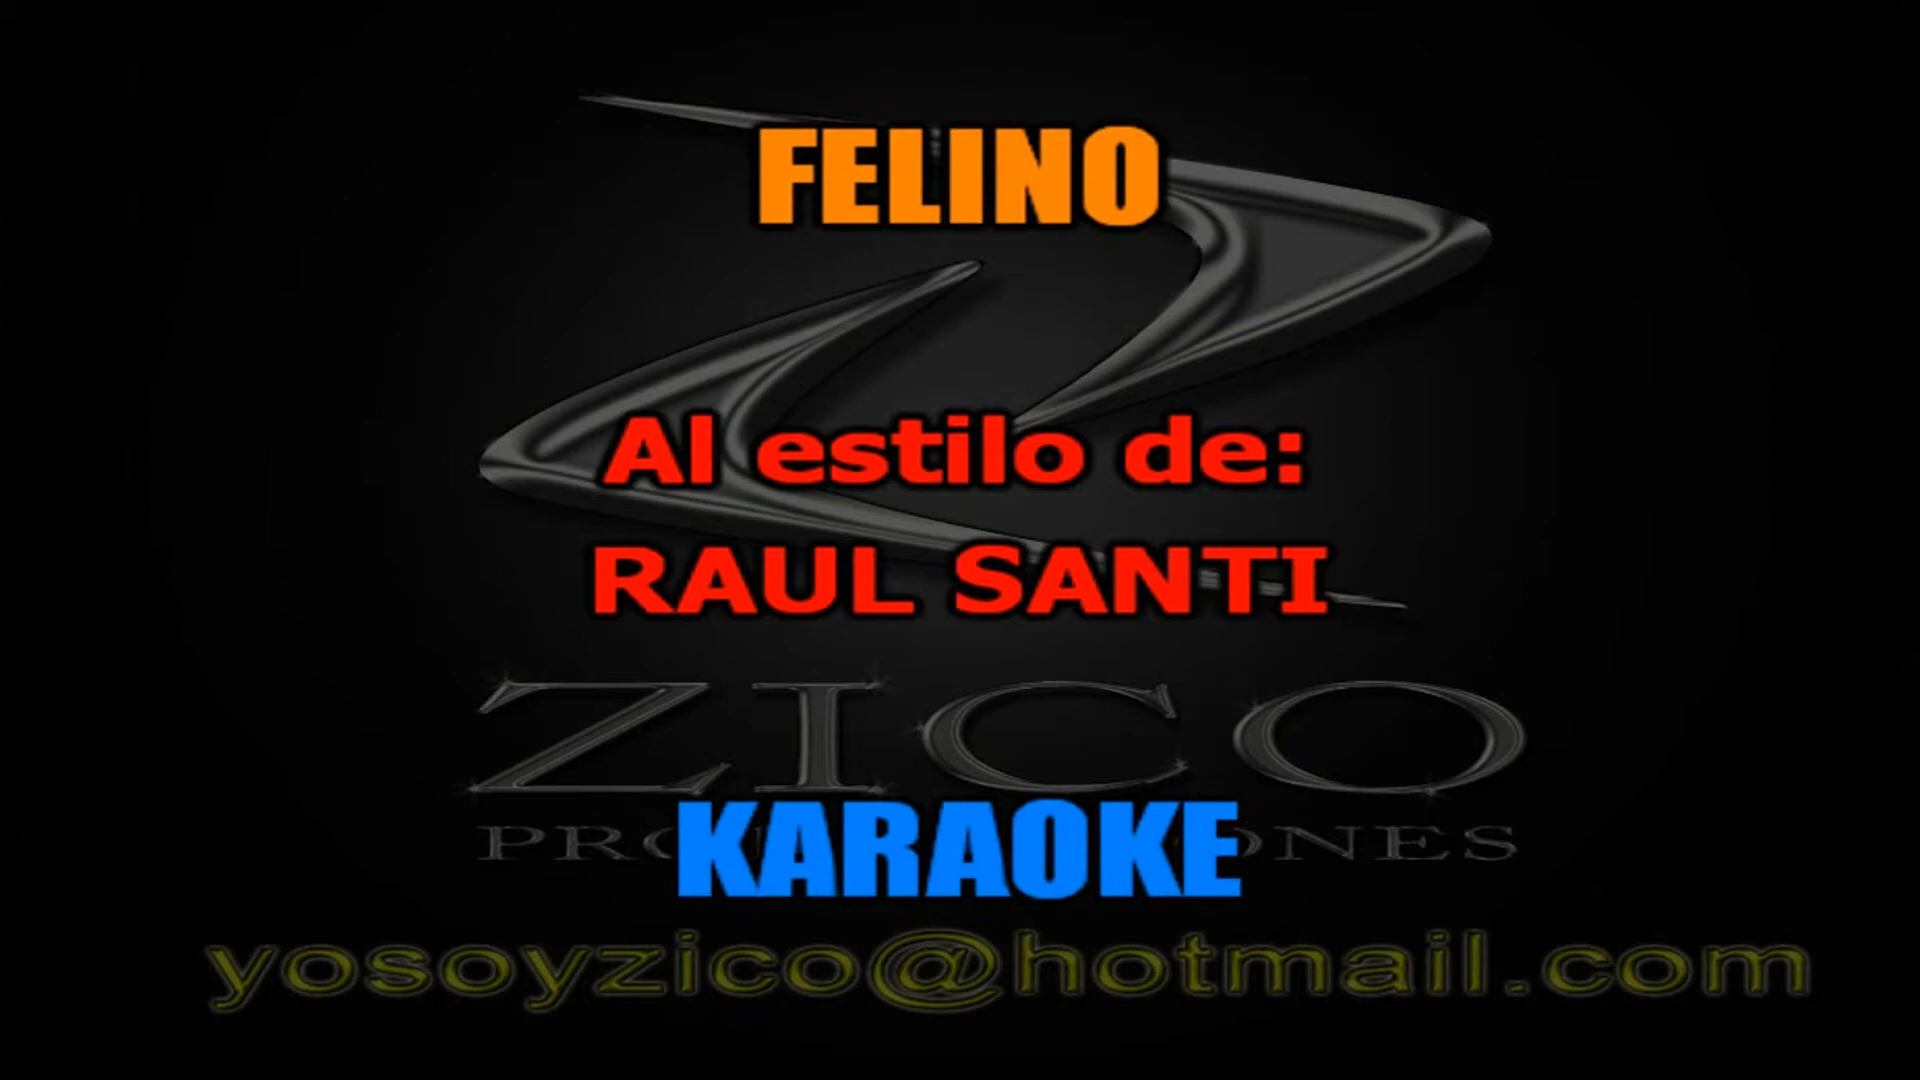 FELINO
Al estilo de:
RAUL SANTI
ZICO
KARAOKE
yosoyzico@hotmail.com